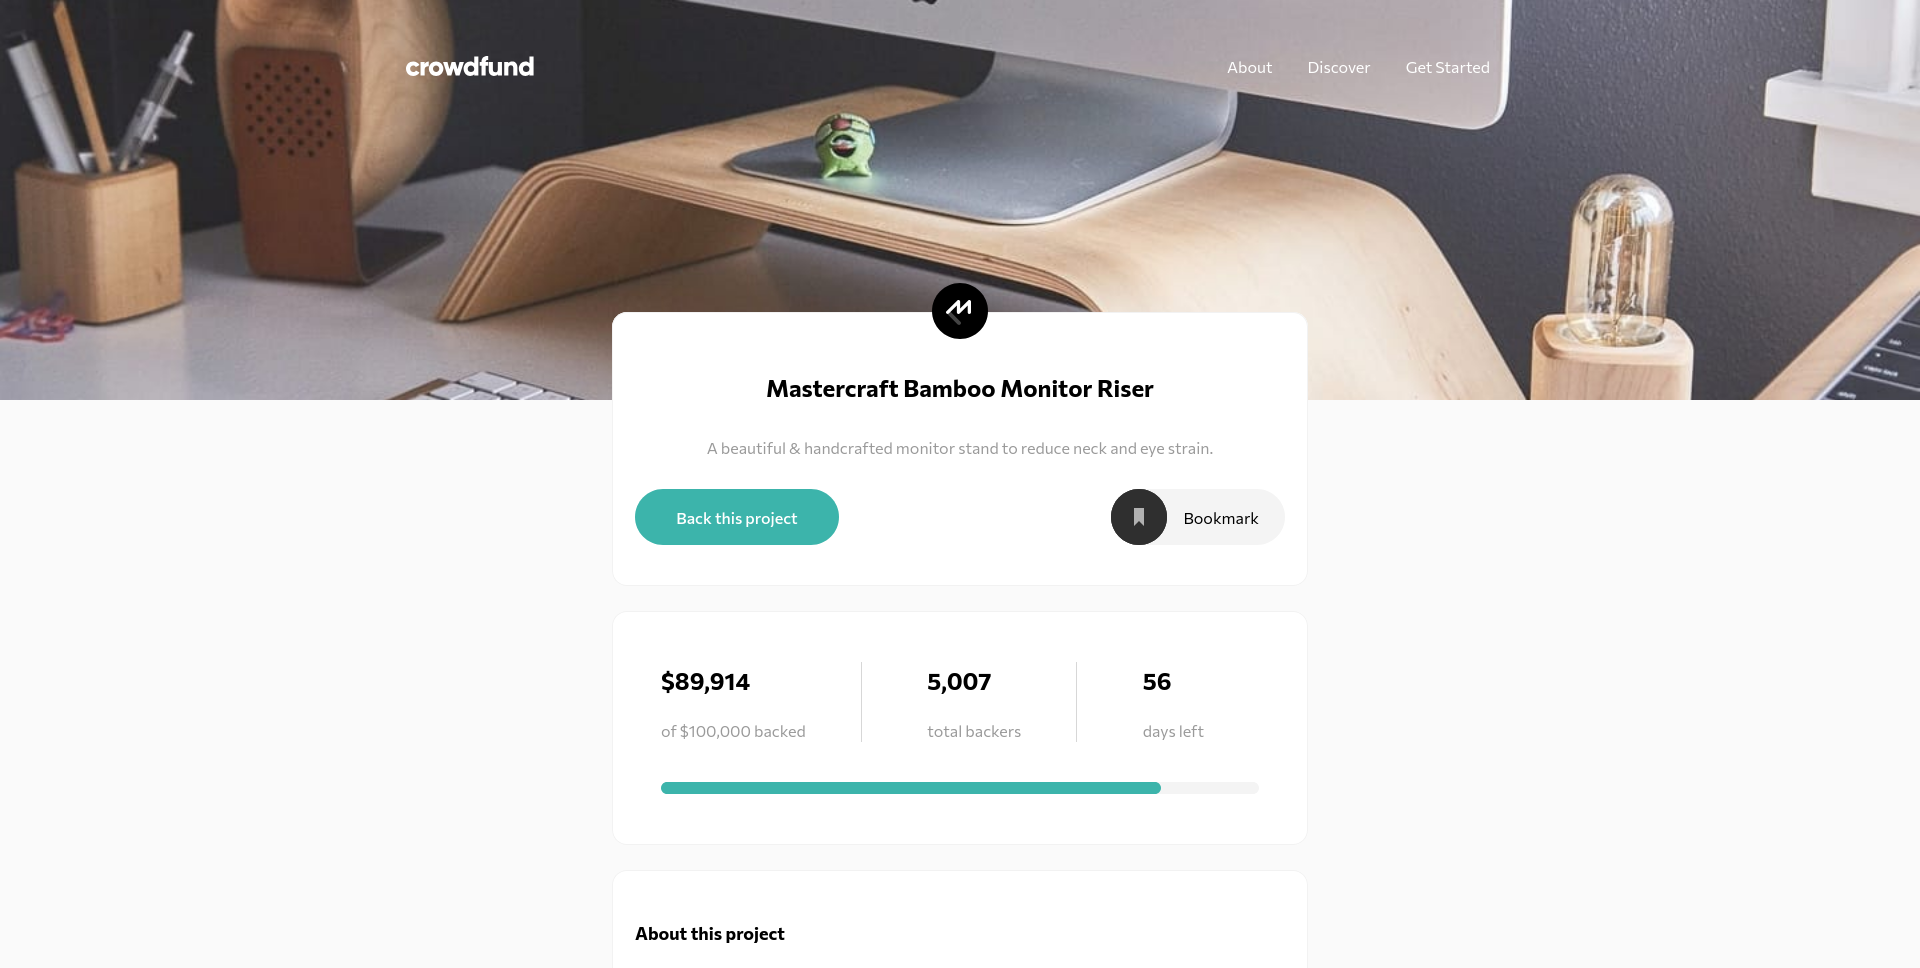 crowdfund
About
Discover
Get Started
Mastercraft Bamboo Monitor Riser
A beautiful & handcrafted monitor stand to reduce neck and eye strain.
Back this project
Bookmark
$89,914
5,007
56
of $100,000 backed
total backers
days left
About this project